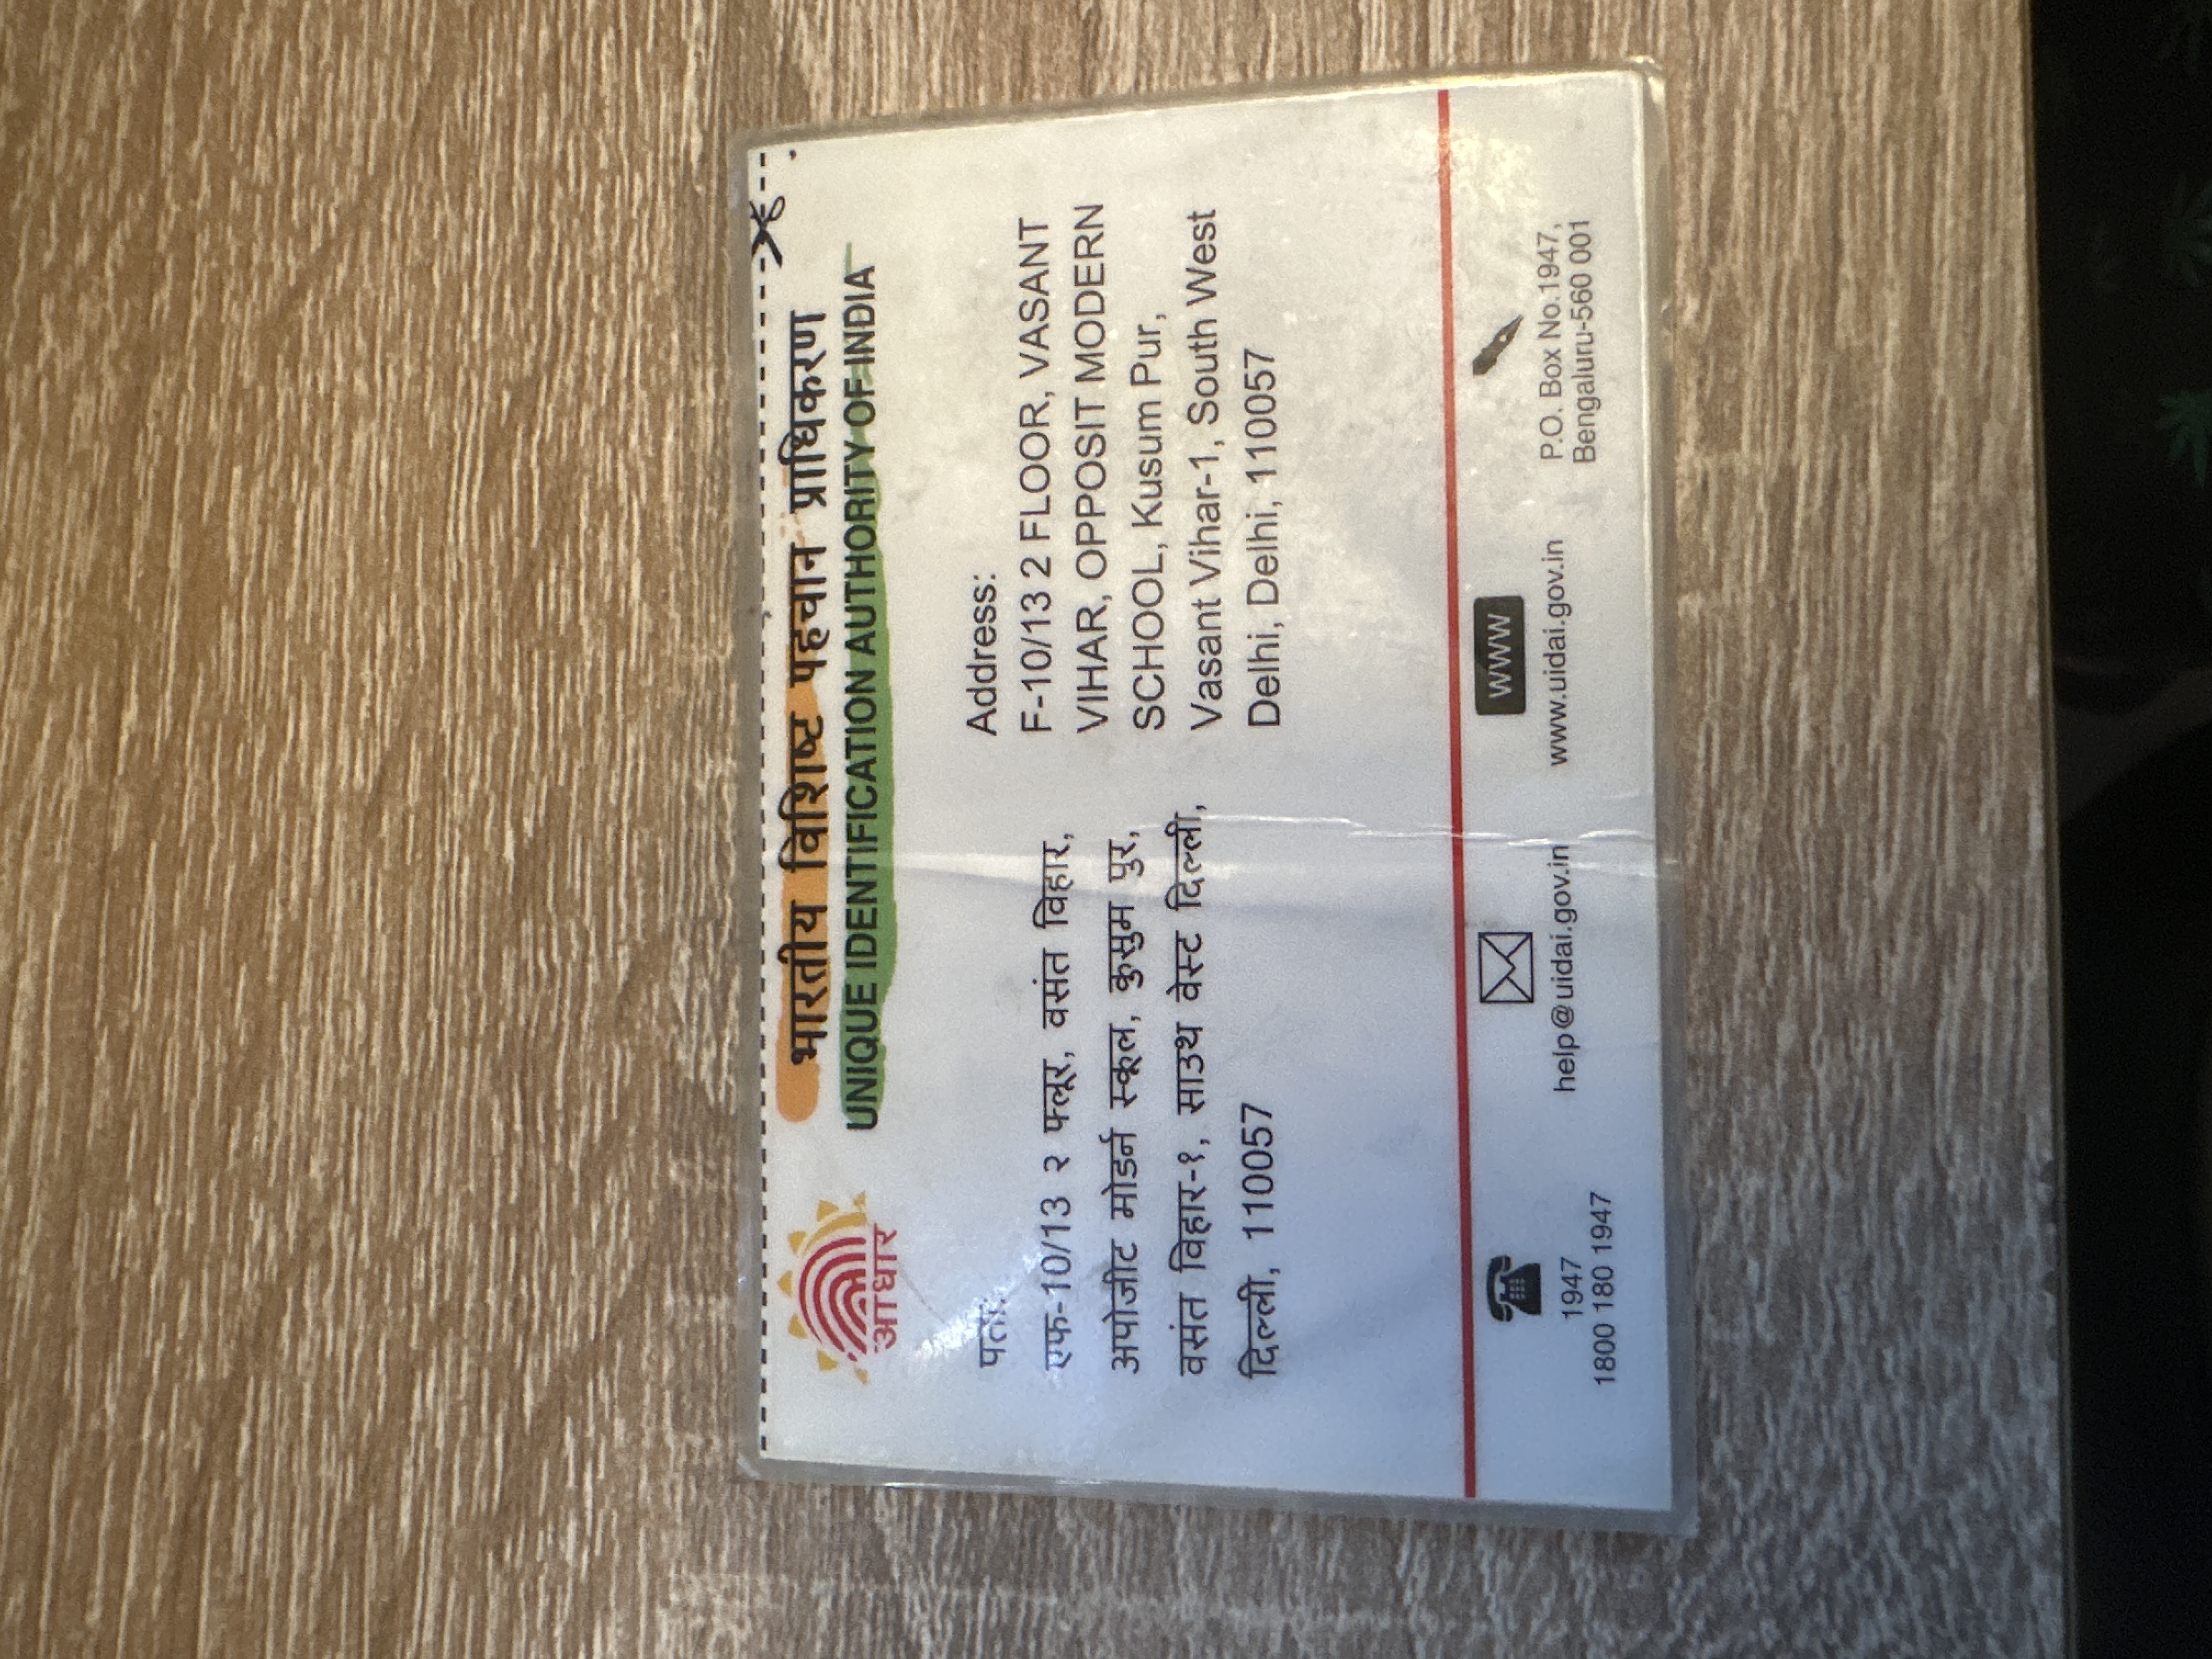 भारतीय विशिष्ट पहचान प्राधिकरण
UNIQUE IDENTIFICATION AUTHORITY OF INDIA
आधार
पता:
एफ-10/13 २ फ्लूर, वसंत विहार,
अपोजीट मोडर्न स्कूल, कुसुम पुर,
वसंत विहार-१, साउथ वेस्ट दिल्ली,
दिल्ली, 110057
Address:
F-10/13 2 FLOOR, VASANT
VIHAR, OPPOSIT MODERN
SCHOOL, Kusum Pur,
Vasant Vihar-1, South West
Delhi, Delhi, 110057
1947
1800 180 1947
help@uidai.gov.in
WWW
www.uidai.gov.in
P.O. Box No.1947,
Bengaluru-560 001